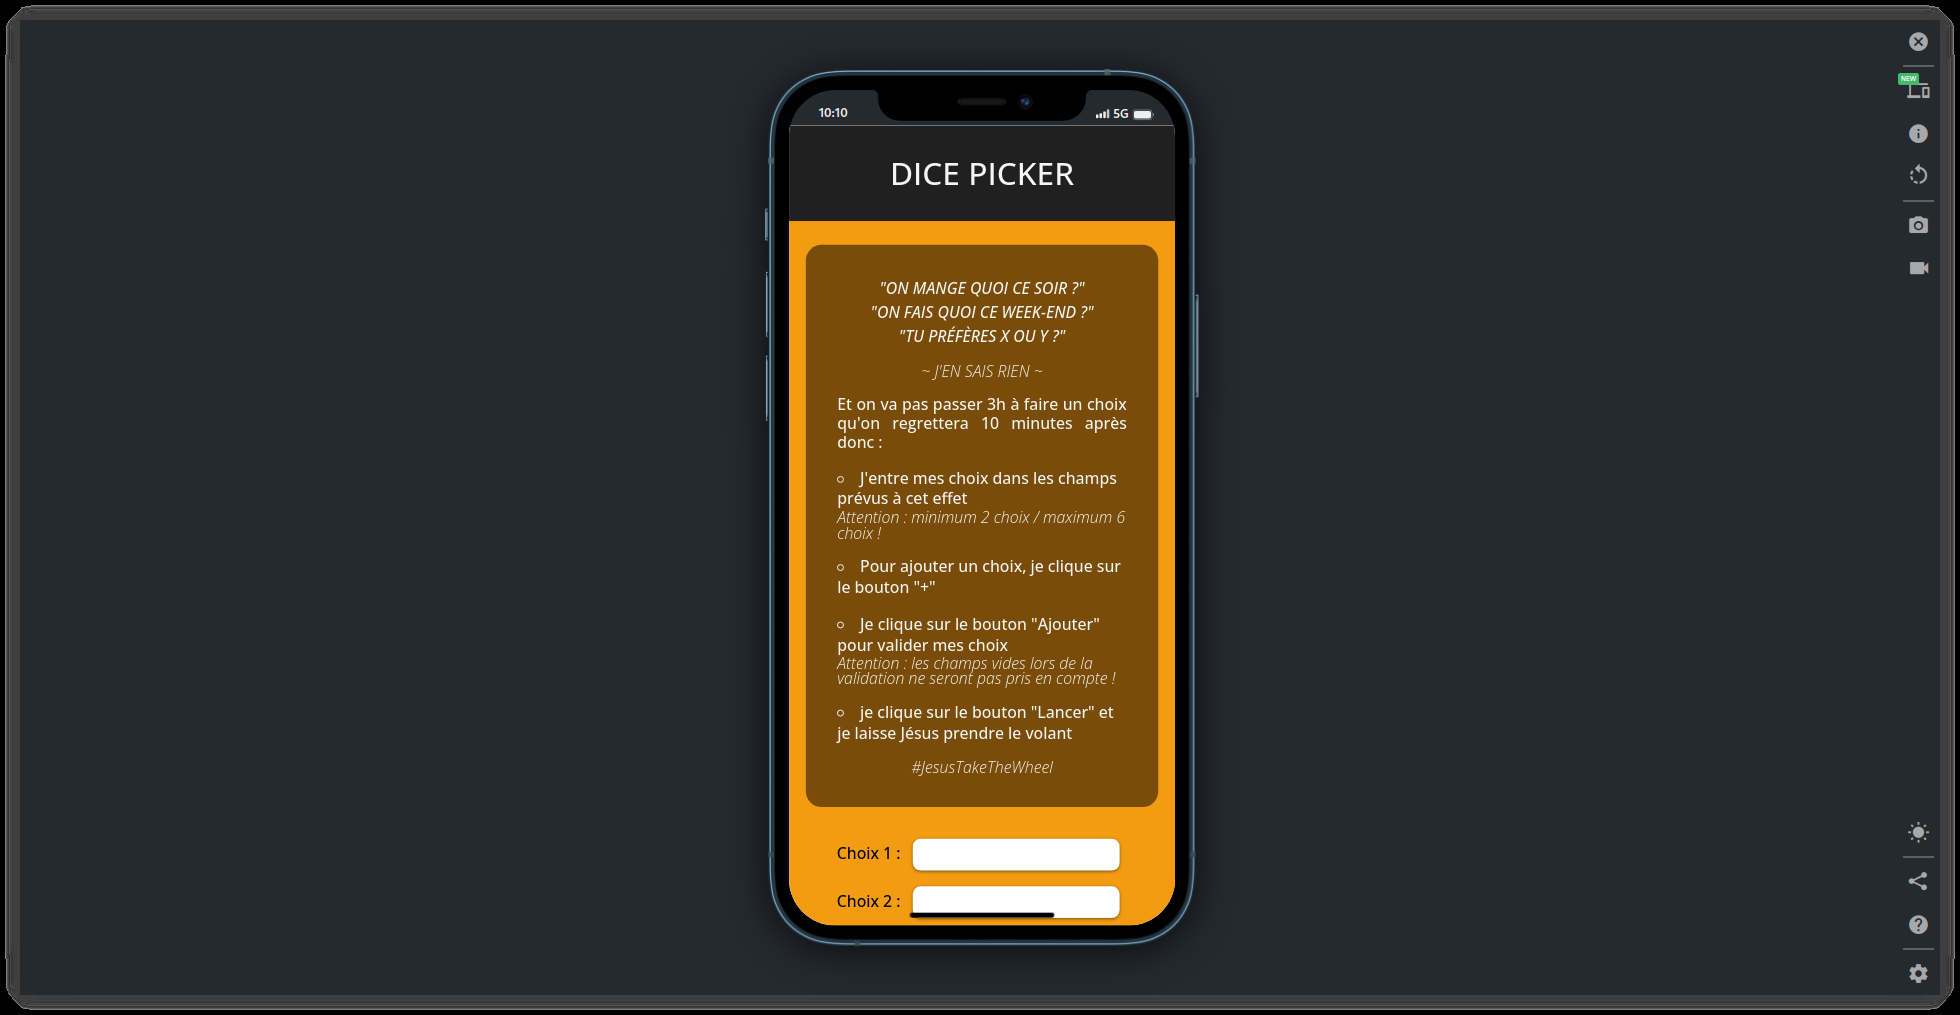 10:10
5G
NEW
DICE PICKER
"ON MANGE QUOI CE SOIR ?"
"ON FAIS QUOI CE WEEK-END ?"
"TU PRÉFÈRES X OU Y ?"
~ J'EN SAIS RIEN ~
Et on va pas passer 3h à faire un choix
qu'on regrettera 10 minutes après
donc :
J'entre mes choix dans les champs
prévus à cet effet
Attention : minimum 2 choix / maximum 6
choix !
Pour ajouter un choix, je clique sur
le bouton "+"
Je clique sur le bouton "Ajouter"
pour valider mes choix
Attention : les champs vides lors de la
validation ne seront pas pris en compte !
je clique sur le bouton "Lancer" et
je laisse Jésus prendre le volant
#JesusTakeTheWheel
Choix 1 :
Choix 2 :